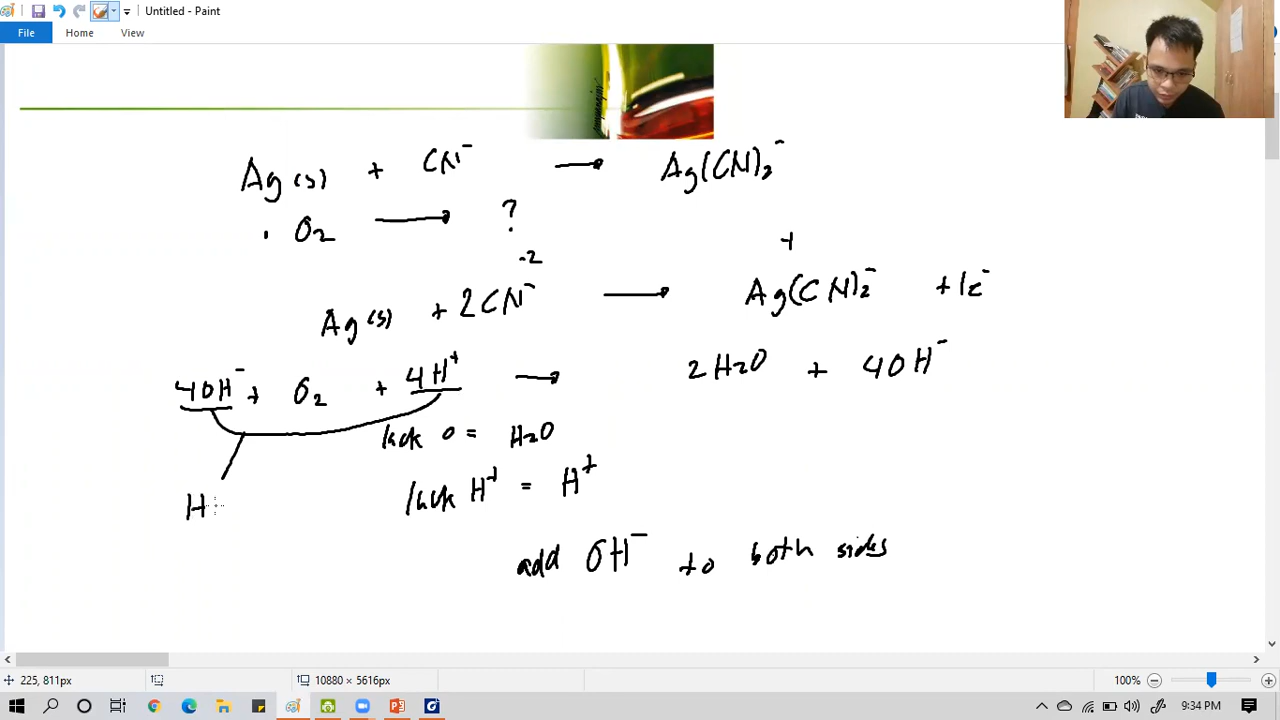 Untitled - Paint
File Home View
Ag (s) + CN⁻ → Ag(CN)₂⁻
O₂ → ?
-2 +
Ag (s) + 2CN⁻ → Ag(CN)₂⁻ + 1e⁻
4OH⁻ + O₂ + 4H⁺ → 2H₂O + 4OH⁻
lack O = H₂O
lack H⁺ = H⁺
H
add OH⁻ to both sides
225, 811px 10880 × 5616px 100%
9:34 PM